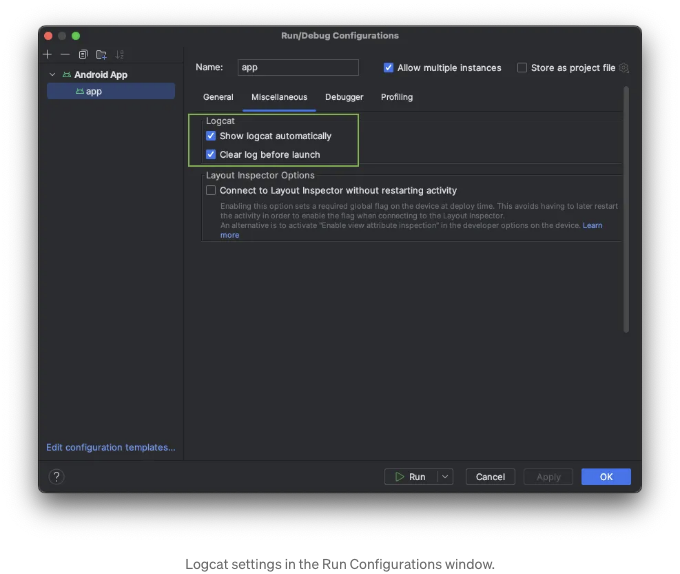 Run/Debug Configurations
Android App
app
Name: app
Allow multiple instances
Store as project file
General Miscellaneous Debugger Profiling
Logcat
Show logcat automatically
Clear log before launch
Layout Inspector Options
Connect to Layout Inspector without restarting activity
Enabling this option sets a required global flag on the device at deploy time. This avoids having to later restart
the activity in order to enable the flag when connecting to the Layout Inspector.
An alternative is to activate "Enable view attribute inspection" in the developer options on the device. Learn
more
Edit configuration templates...
? Run Cancel Apply OK
Logcat settings in the Run Configurations window.